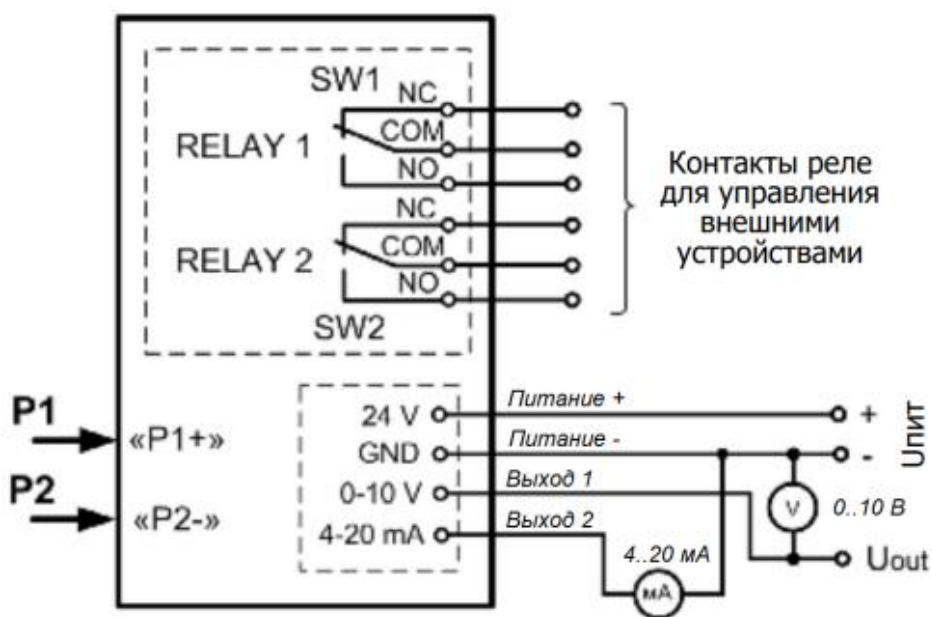 SW1
NC
RELAY 1
COM
NO
NC
RELAY 2
COM
NO
SW2
Контакты реле
для управления
внешними
устройствами
P1
«P1+»
P2
«P2-»
24 V
GND
0-10 V
4-20 mA
Питание +
Питание -
Выход 1
Выход 2
+
-
Uпит
V
0..10 В
4..20 мА
мА
Uout